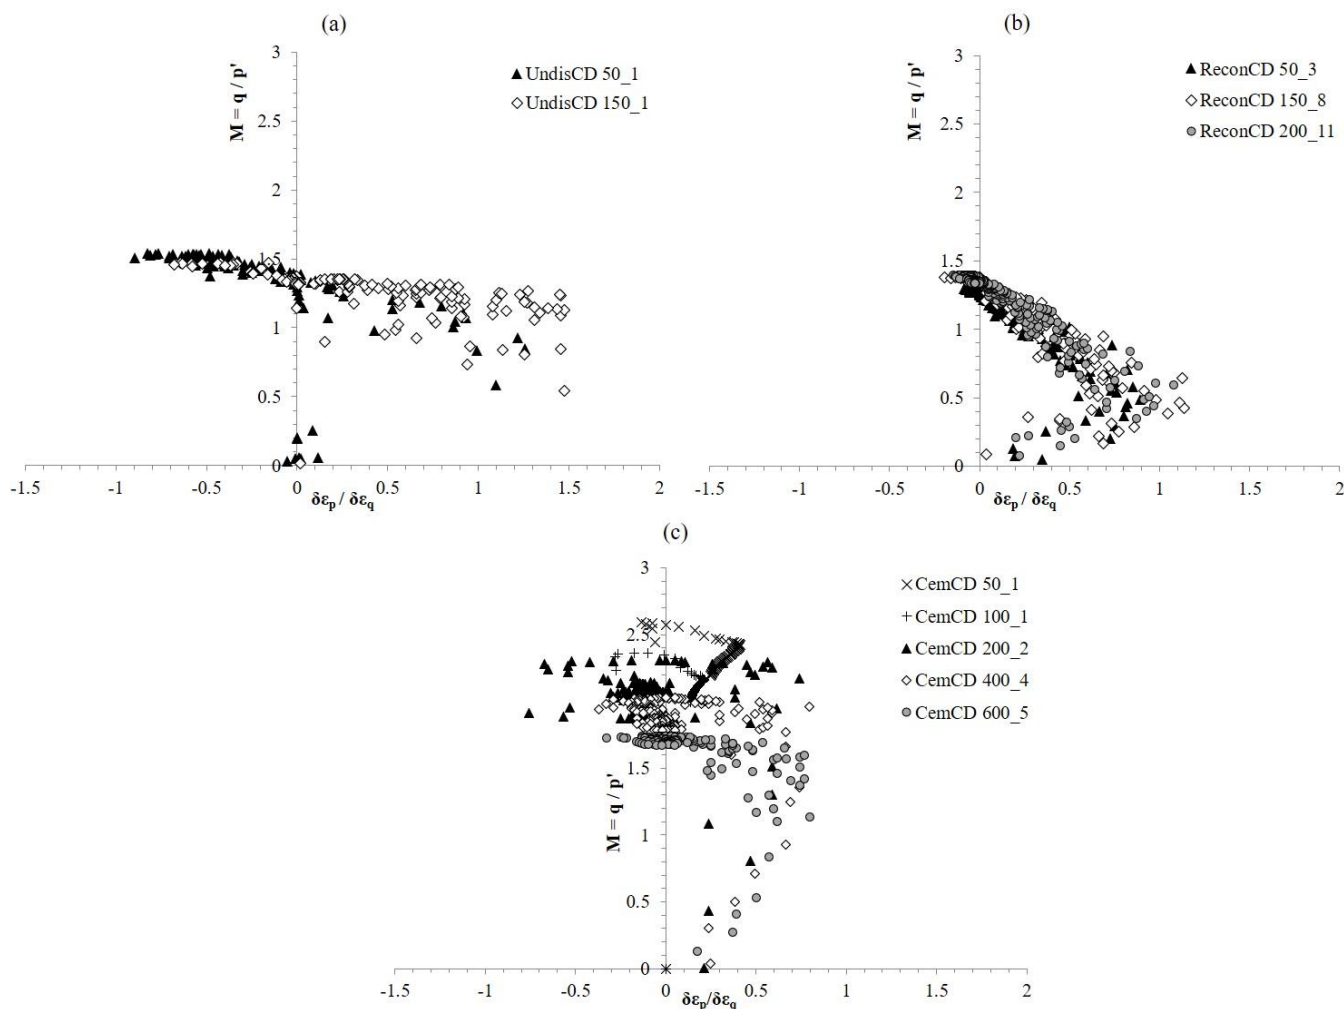 (a)
M = q / p'
3
2.5
2
1.5
1
0.5
0
-1.5
-1
-0.5
0
0.5
1
1.5
2
δεp / δεq
UndisCD 50_1
UndisCD 150_1
(b)
M = q / p'
3
2.5
2
1.5
1
0.5
0
-1.5
-1
-0.5
0
0.5
1
1.5
2
δεp / δεq
ReconCD 50_3
ReconCD 150_8
ReconCD 200_11
(c)
M = q / p'
3
2.5
1.5
1
0.5
0
-1.5
-1
-0.5
0
0.5
1
1.5
2
δεp/δεq
CemCD 50_1
CemCD 100_1
CemCD 200_2
CemCD 400_4
CemCD 600_5